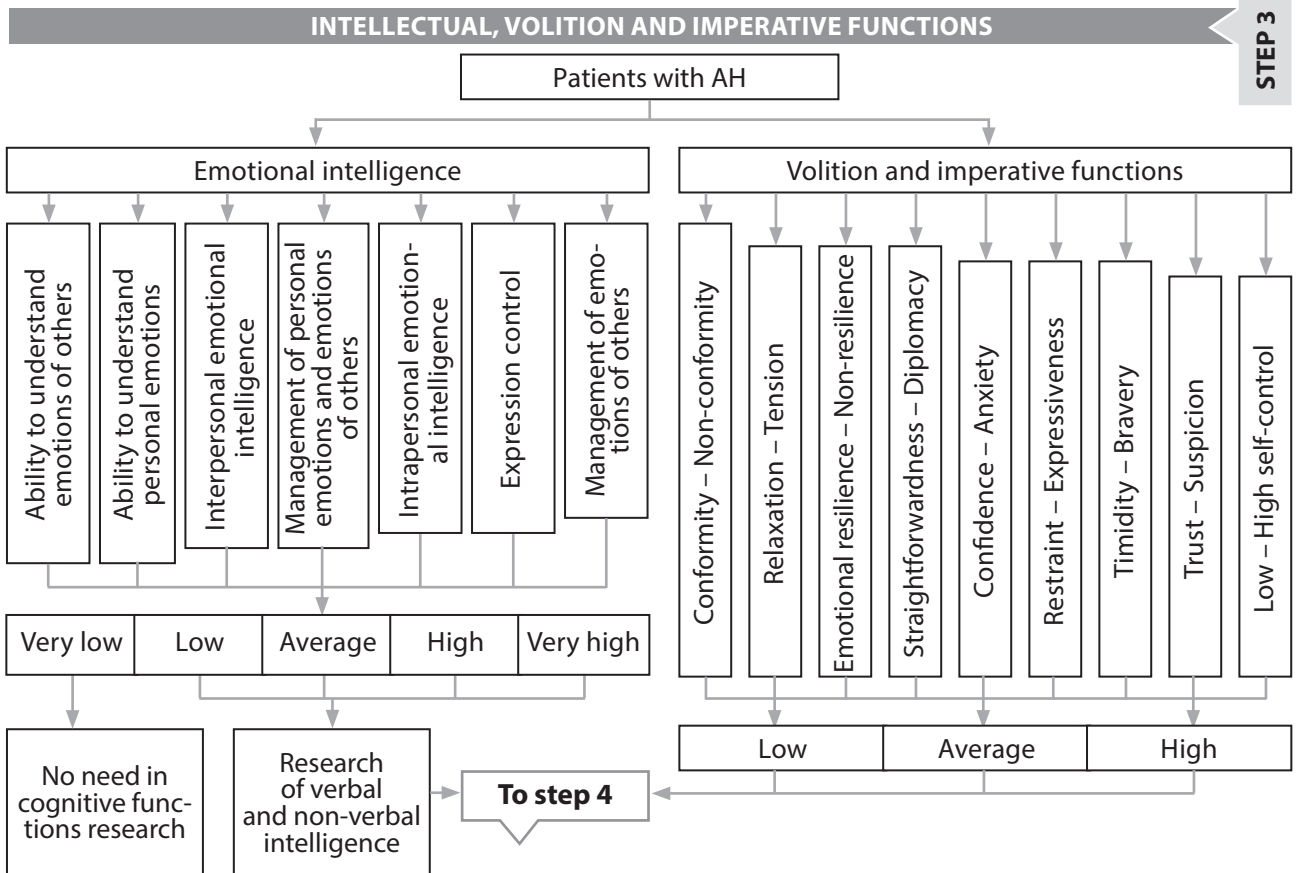 INTELLECTUAL, VOLITION AND IMPERATIVE FUNCTIONS
STEP 3
Patients with AH
Emotional intelligence
Volition and imperative functions
Ability to understand
emotions of others
Ability to understand
personal emotions
Interpersonal emotional
intelligence
Management of personal
emotions and emotions
of others
Intrapersonal emotion-
al intelligence
Expression control
Management of emo-
tions of others
Conformity – Non-conformity
Relaxation – Tension
Emotional resilience – Non-resilience
Straightforwardness – Diplomacy
Confidence – Anxiety
Restraint – Expressiveness
Timidity – Bravery
Trust – Suspicion
Low – High self-control
Very low
Low
Average
High
Very high
Low
Average
High
No need in
cognitive func-
tions research
Research
of verbal
and non-verbal
intelligence
To step 4